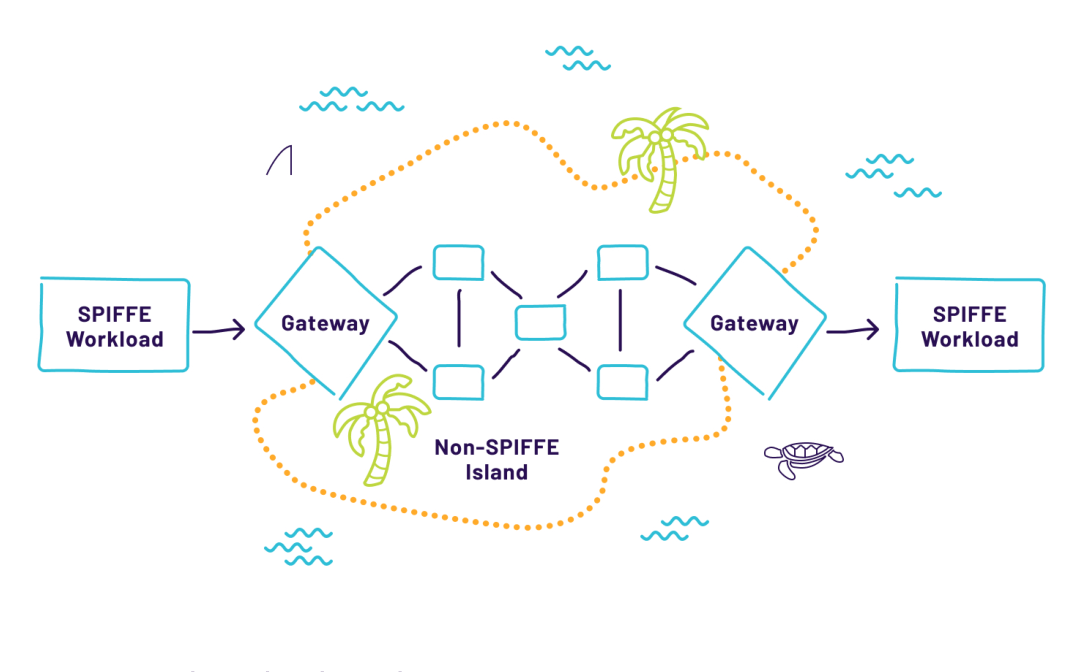 SPIFFE
Workload
Gateway
Non-SPIFFE
Island
Gateway
SPIFFE
Workload